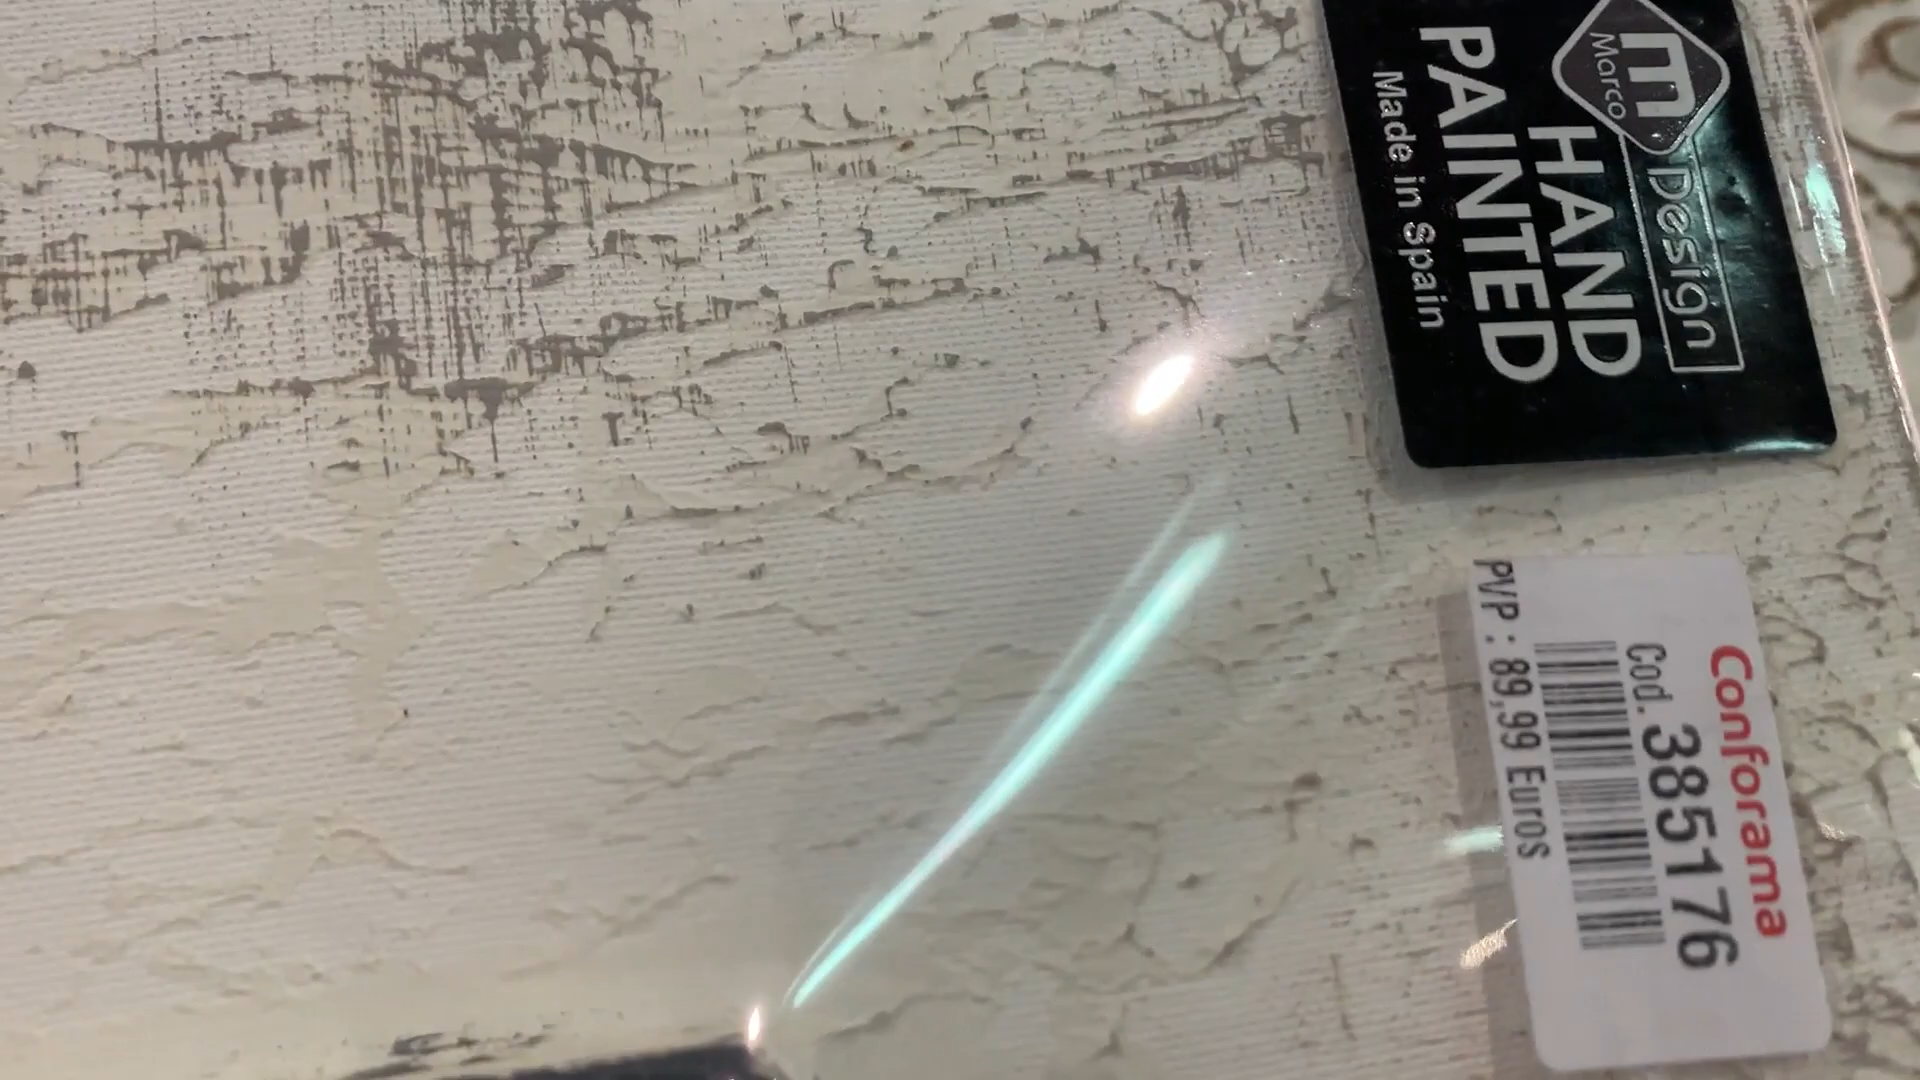 m Design
Marco
HAND
PAINTED
Made in Spain
Conforama
Cod. 385176
PVP : 89,99 Euros